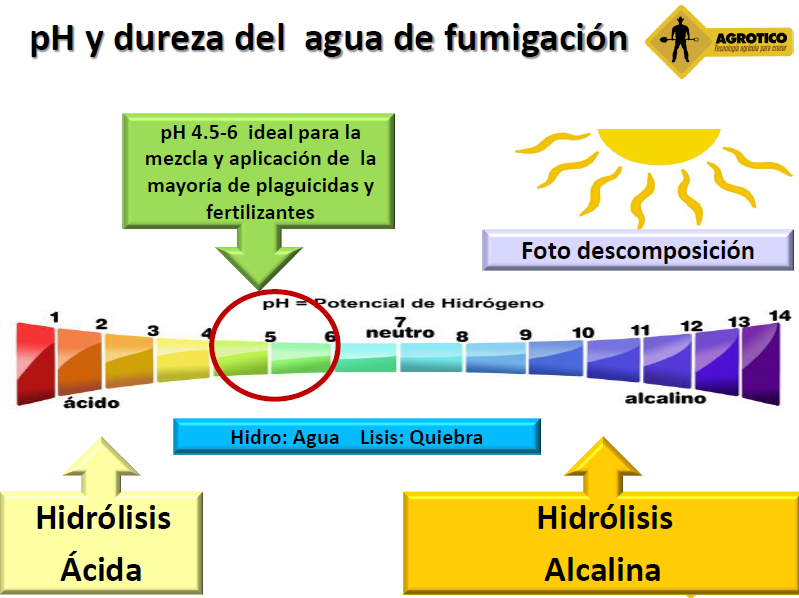 pH y dureza del agua de fumigación
AGROTICO
Tecnología agrícola para crecer
pH 4.5-6 ideal para la
mezcla y aplicación de la
mayoría de plaguicidas y
fertilizantes
Foto descomposición
pH = Potencial de Hidrógeno
1 2 3 4 5 6 7 8 9 10 11 12 13 14
neutro
ácido
alcalino
Hidro: Agua Lisis: Quiebra
Hidrólisis
Ácida
Hidrólisis
Alcalina